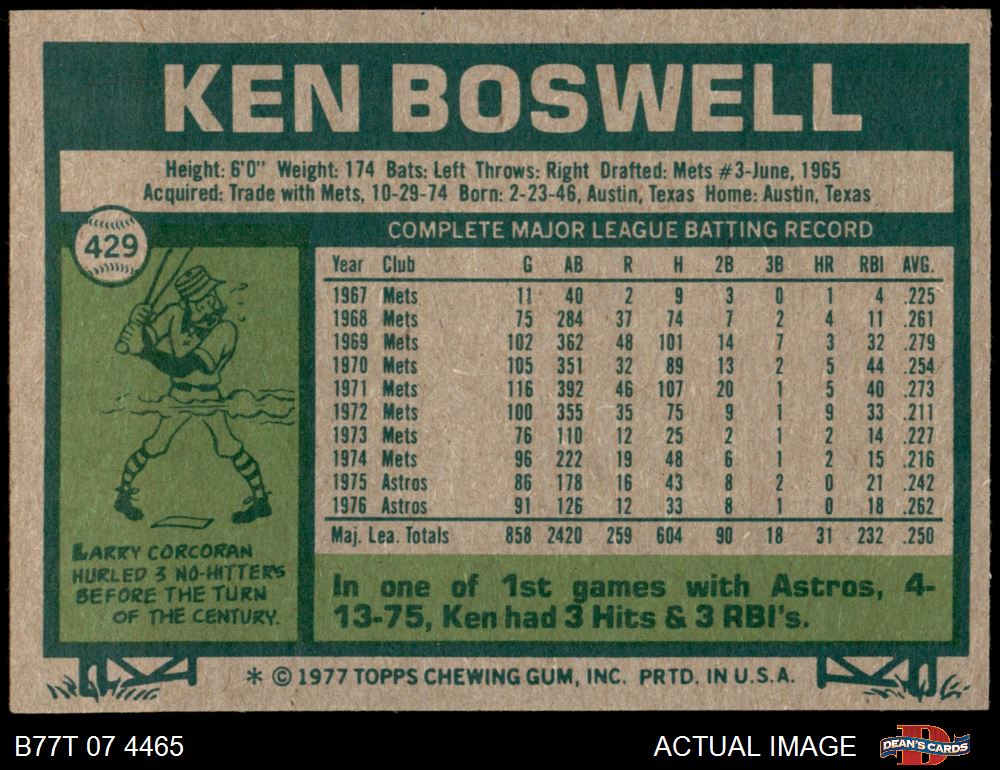 KEN BOSWELL
Height: 6'0" Weight: 174 Bats: Left Throws: Right Drafted: Mets #3-June, 1965
Acquired: Trade with Mets, 10-29-74 Born: 2-23-46, Austin, Texas Home: Austin, Texas
429
COMPLETE MAJOR LEAGUE BATTING RECORD
Year Club G AB R H 2B 3B HR RBI AVG.
1967 Mets 11 40 2 9 3 0 1 4 .225
1968 Mets 75 284 37 74 7 2 4 11 .261
1969 Mets 102 362 48 101 14 7 3 32 .279
1970 Mets 105 351 32 89 13 2 5 44 .254
1971 Mets 116 392 46 107 20 1 5 40 .273
1972 Mets 100 355 35 75 9 1 9 33 .211
1973 Mets 76 110 12 25 2 1 2 14 .227
1974 Mets 96 222 19 48 6 1 2 15 .216
1975 Astros 86 178 16 43 8 2 0 21 .242
1976 Astros 91 126 12 33 8 1 0 18 .262
Maj. Lea. Totals 858 2420 259 604 90 18 31 232 .250
LARRY CORCORAN
HURLED 3 NO-HITTERS
BEFORE THE TURN
OF THE CENTURY.
In one of 1st games with Astros, 4-
13-75, Ken had 3 Hits & 3 RBI's.
* © 1977 TOPPS CHEWING GUM, INC. PRTD. IN U.S.A.
B77T 07 4465
ACTUAL IMAGE
D
DEAN'S CARDS